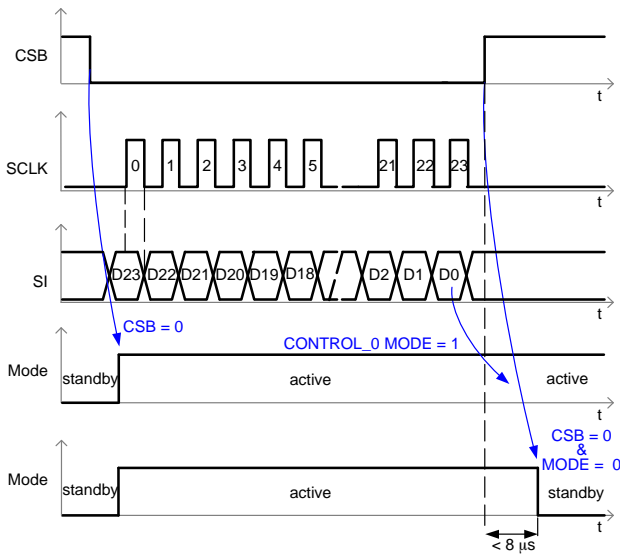 CSB
t
SCLK
0 1 2 3 4 5 21 22 23
t
SI
D23 D22 D21 D20 D19 D18 D2 D1 D0
t
CSB = 0
CONTROL_0 MODE = 1
Mode
standby active active
t
CSB = 0
&
MODE = 0
Mode
standby active standby
t
< 8 μs